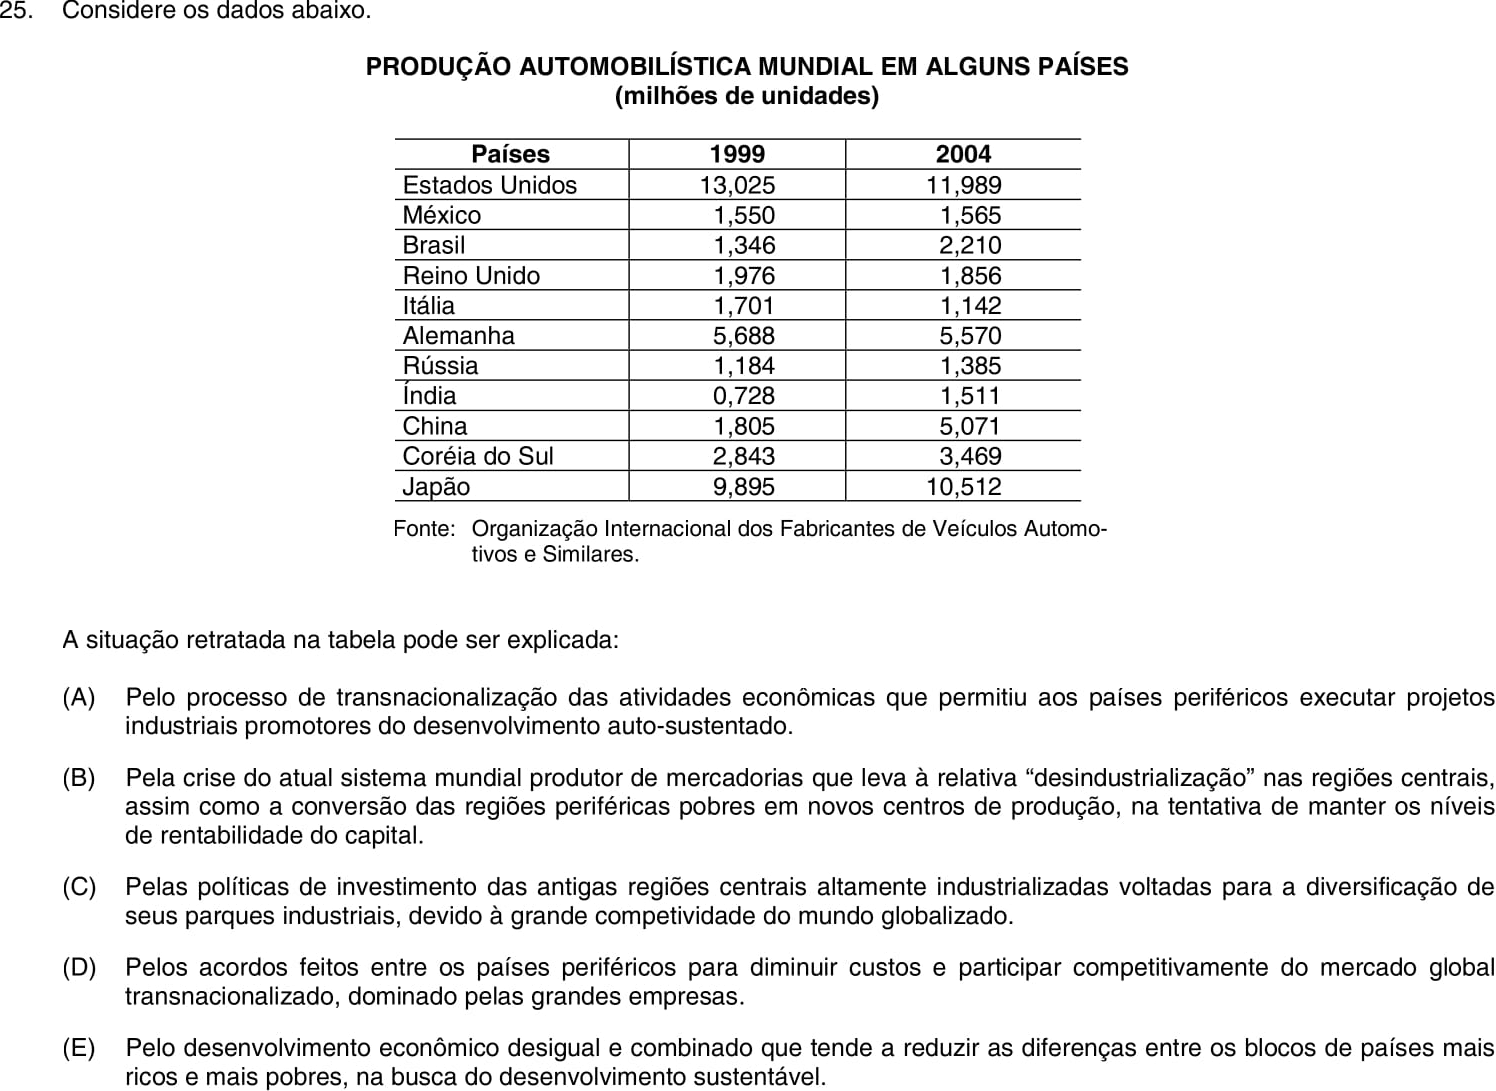 25. Considere os dados abaixo.
PRODUÇÃO AUTOMOBILÍSTICA MUNDIAL EM ALGUNS PAÍSES
(milhões de unidades)
Países 1999 2004
Estados Unidos 13,025 11,989
México 1,550 1,565
Brasil 1,346 2,210
Reino Unido 1,976 1,856
Itália 1,701 1,142
Alemanha 5,688 5,570
Rússia 1,184 1,385
Índia 0,728 1,511
China 1,805 5,071
Coréia do Sul 2,843 3,469
Japão 9,895 10,512
Fonte: Organização Internacional dos Fabricantes de Veículos Automo-
tivos e Similares.
A situação retratada na tabela pode ser explicada:
(A) Pelo processo de transnacionalização das atividades econômicas que permitiu aos países periféricos executar projetos
industriais promotores do desenvolvimento auto-sustentado.
(B) Pela crise do atual sistema mundial produtor de mercadorias que leva à relativa “desindustrialização” nas regiões centrais,
assim como a conversão das regiões periféricas pobres em novos centros de produção, na tentativa de manter os níveis
de rentabilidade do capital.
(C) Pelas políticas de investimento das antigas regiões centrais altamente industrializadas voltadas para a diversificação de
seus parques industriais, devido à grande competividade do mundo globalizado.
(D) Pelos acordos feitos entre os países periféricos para diminuir custos e participar competitivamente do mercado global
transnacionalizado, dominado pelas grandes empresas.
(E) Pelo desenvolvimento econômico desigual e combinado que tende a reduzir as diferenças entre os blocos de países mais
ricos e mais pobres, na busca do desenvolvimento sustentável.